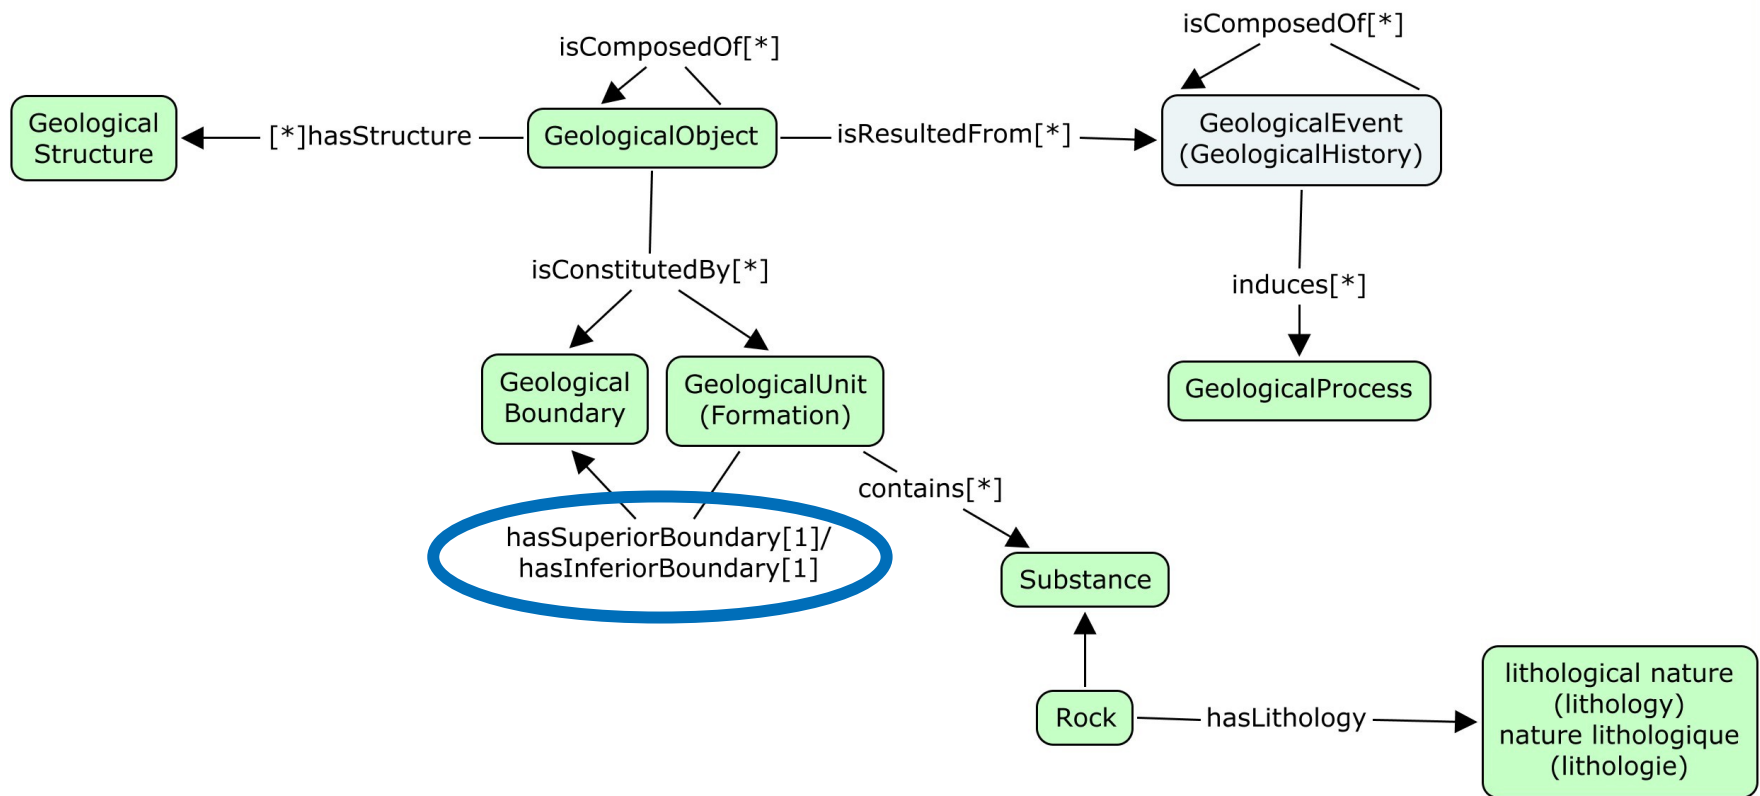 isComposedOf[*]
isComposedOf[*]
Geological
Structure
[*]hasStructure
GeologicalObject
isResultedFrom[*]
GeologicalEvent
(GeologicalHistory)
isConstitutedBy[*]
induces[*]
Geological
Boundary
GeologicalUnit
(Formation)
GeologicalProcess
contains[*]
hasSuperiorBoundary[1]/
hasInferiorBoundary[1]
Substance
Rock
hasLithology
lithological nature
(lithology)
nature lithologique
(lithologie)